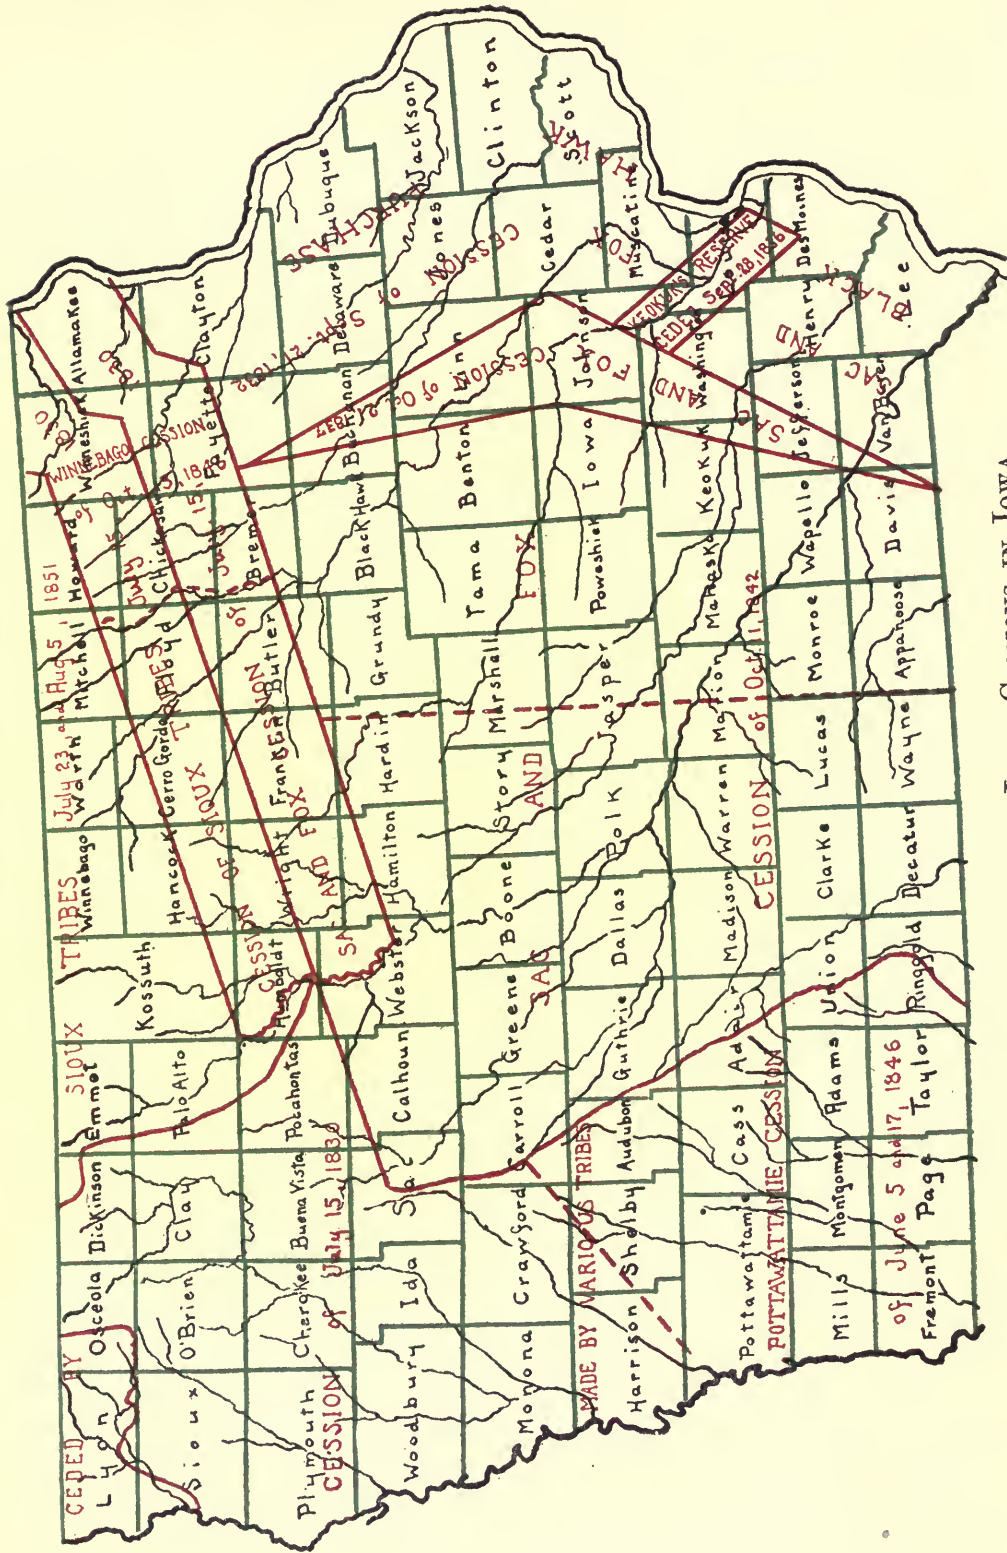 CEDED BY SIOUX TRIBES July 23 and Aug 5, 1851
Lyon
Osceola
Dickinson
Emmet
Kossuth
Winnebago
Worth
Mitchell
Howard
Winneshiek
Allamakee
Sioux
O'Brien
Clay
Palo Alto
Hancock
Cerro Gordo
Floyd
Chickasaw
Fayette
Clayton
Plymouth
Cherokee
Buena Vista
Pocahontas
Humboldt
Wright
Franklin
Butler
Bremer
CESSION of July 15, 1830
MADE BY VARIOUS TRIBES
CESSION OF SIOUX TRIBES July 15,
SAC AND FOX CESSION of July 15,
WINNEBAGO CESSION of Oct 13, 1846
Woodbury
Ida
Sac
Calhoun
Webster
Hamilton
Hardin
Grundy
Black Hawk
Buchanan
Delaware
Dubuque
Monona
Crawford
Carroll
Greene
Boone
Story
Marshall
Tama
Benton
Linn
Jones
Jackson
Clinton
Harrison
Shelby
Audubon
Guthrie
Dallas
Polk
Jasper
Poweshiek
Iowa
Johnson
Cedar
Scott
Muscatine
Pottawattamie
Cass
Adair
Madison
Warren
Marion
Mahaska
Keokuk
Washington
Mills
Montgomery
Adams
Union
Clarke
Lucas
Monroe
Wapello
Jefferson
Henry
Des Moines
Fremont
Page
Taylor
Ringgold
Decatur
Wayne
Appanoose
Davis
Van Buren
Lee
SAC AND FOX CESSION of Oct. 11, 1842
POTTAWATTAMIE CESSION of June 5 and 17, 1846
SAC AND FOX CESSION of Oct 21, 1837
SAC AND FOX CESSION of Sept. 21, 1832
BLACK HAWK PURCHASE
KEOKUK'S RESERVE
CEDED Sept. 28, 1836
IN IOWA